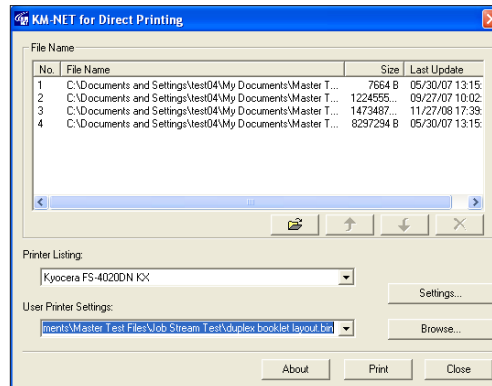 KM-NET for Direct Printing
File Name
No. File Name Size Last Update
1 C:\Documents and Settings\test04\My Documents\Master T... 7664 B 05/30/07 13:15:
2 C:\Documents and Settings\test04\My Documents\Master T... 1224555... 09/27/07 10:02:
3 C:\Documents and Settings\test04\My Documents\Master T... 1473487... 11/27/08 17:39:
4 C:\Documents and Settings\test04\My Documents\Master T... 8297294 B 05/30/07 13:15:
Printer Listing:
Kyocera FS-4020DN KX
Settings...
User Printer Settings:
ments\Master Test Files\Job Stream Test\duplex booklet layout.bin
Browse...
About Print Close